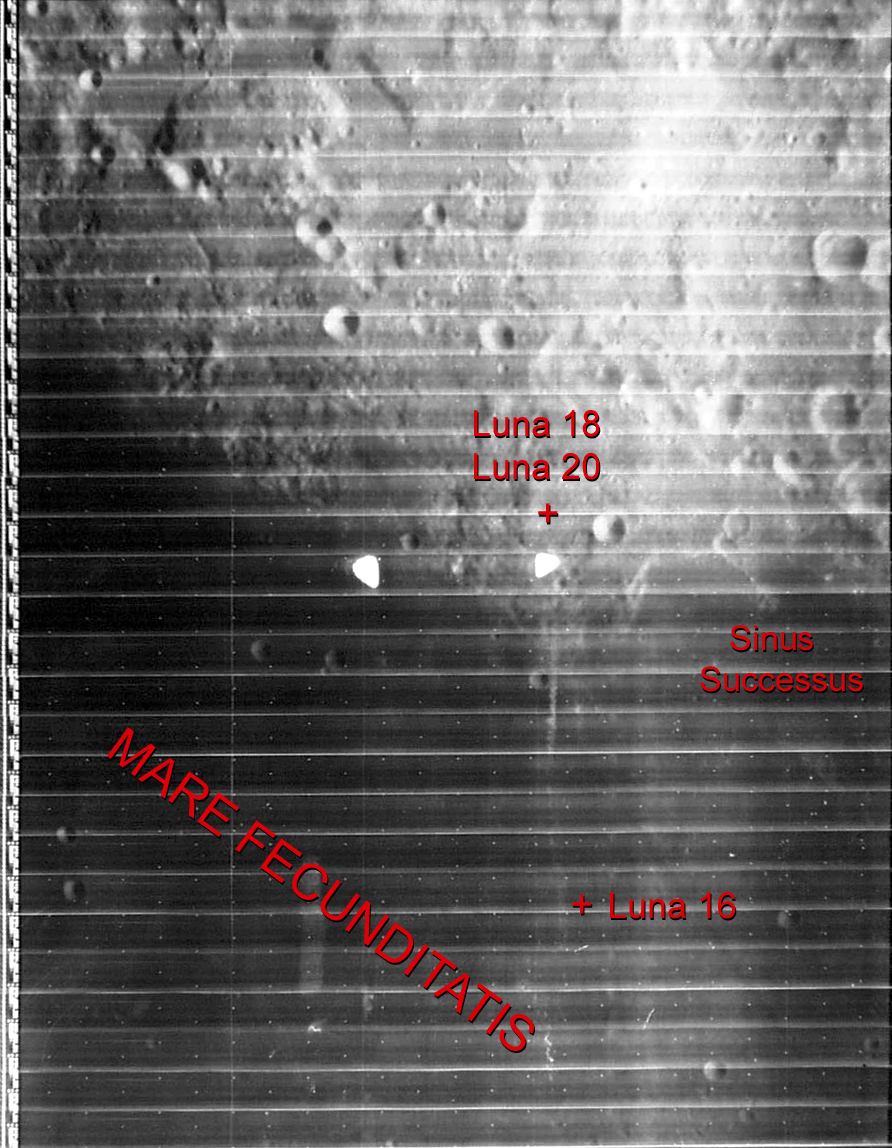 Luna 18
Luna 20
+
Sinus
Successus
MARE FECUNDITATIS
+ Luna 16